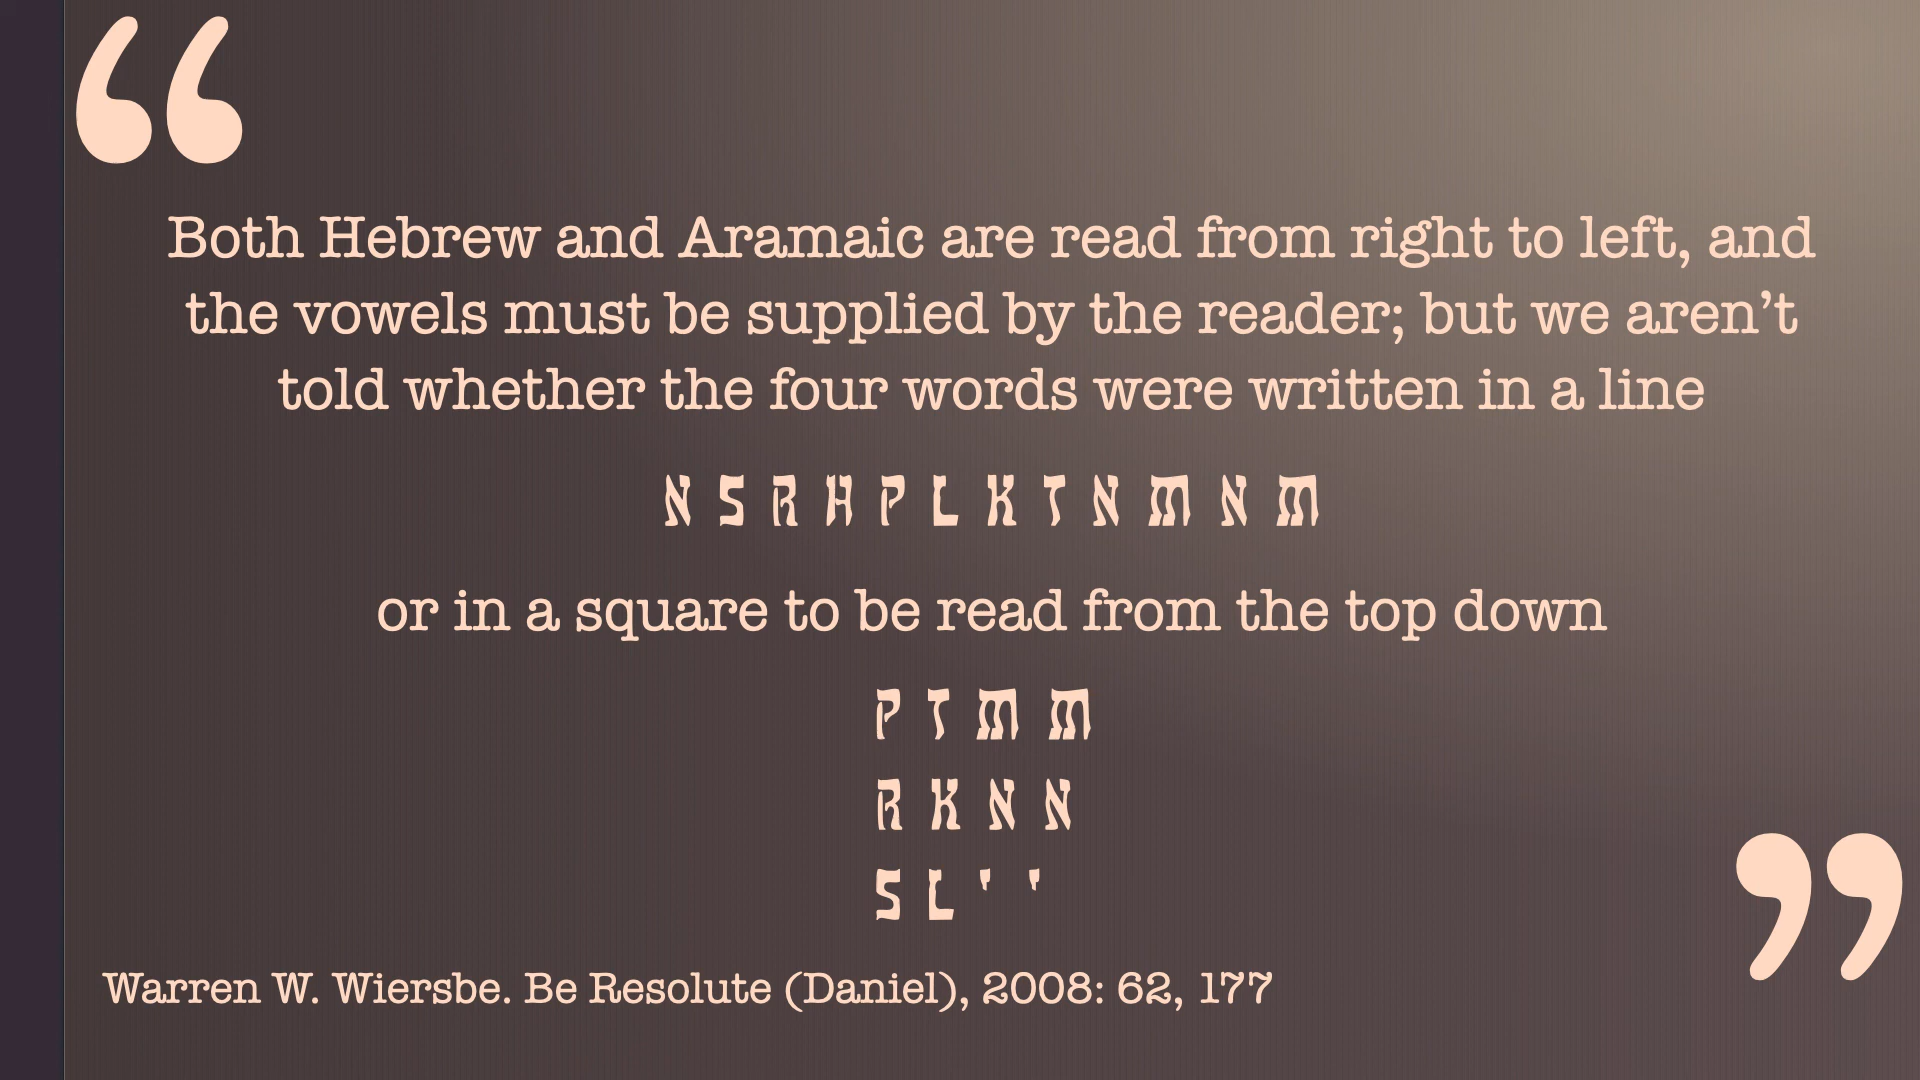 “
Both Hebrew and Aramaic are read from right to left, and
the vowels must be supplied by the reader; but we aren’t
told whether the four words were written in a line
N S R H P L K T N M N M
or in a square to be read from the top down
P T M M
R K N N
S L ' '
”
Warren W. Wiersbe. Be Resolute (Daniel), 2008: 62, 177